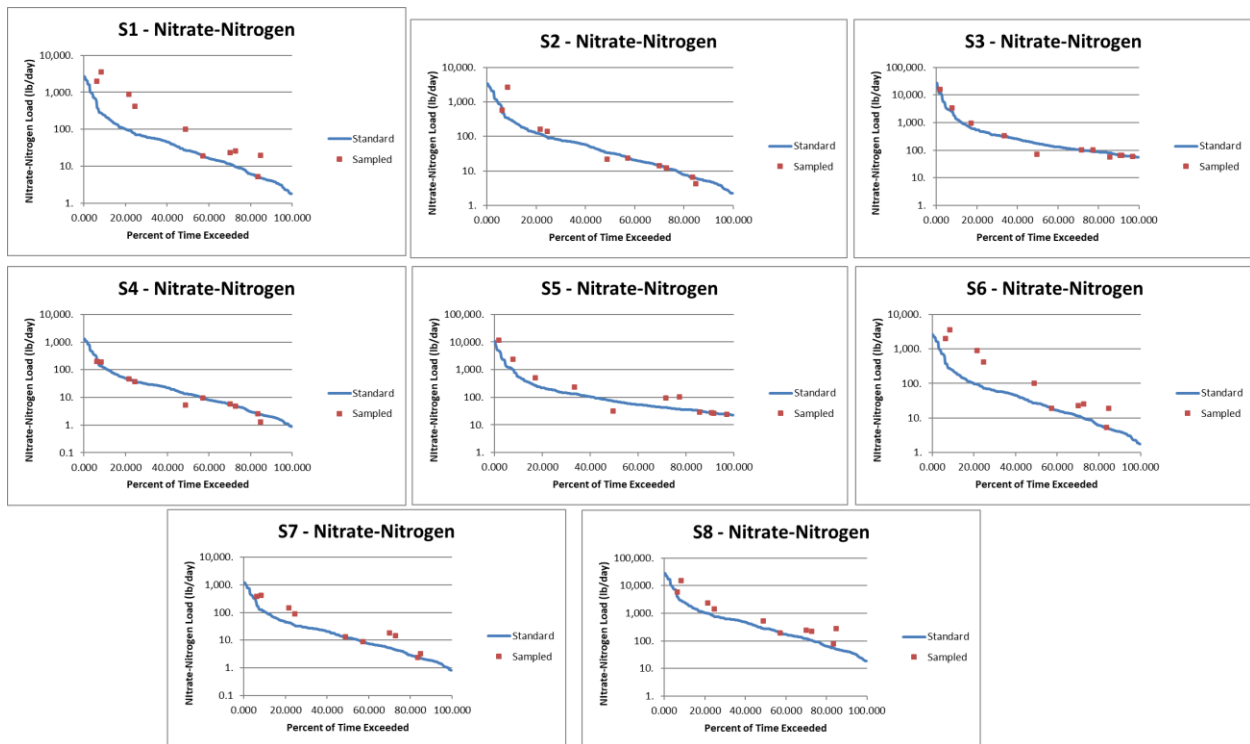 S1 - Nitrate-Nitrogen
Nitrate-Nitrogen Load (lb/day)
10,000.
1,000.
100.
10.
1.
0.000 20.000 40.000 60.000 80.000 100.000
Percent of Time Exceeded
Standard
Sampled
S2 - Nitrate-Nitrogen
Nitrate-Nitrogen Load (lb/day)
10,000.
1,000.
100.
10.
1.
0.000 20.000 40.000 60.000 80.000 100.000
Percent of Time Exceeded
Standard
Sampled
S3 - Nitrate-Nitrogen
Nitrate-Nitrogen Load (lb/day)
100,000.
10,000.
1,000.
100.
10.
1.
0.000 20.000 40.000 60.000 80.000 100.000
Percent of Time Exceeded
Standard
Sampled
S4 - Nitrate-Nitrogen
Nitrate-Nitrogen Load (lb/day)
10,000.
1,000.
100.
10.
1.
0.1
0.000 20.000 40.000 60.000 80.000 100.000
Percent of Time Exceeded
Standard
Sampled
S5 - Nitrate-Nitrogen
Nitrate-Nitrogen Load (lb/day)
100,000.
10,000.
1,000.
100.
10.
1.
0.000 20.000 40.000 60.000 80.000 100.000
Percent of Time Exceeded
Standard
Sampled
S6 - Nitrate-Nitrogen
Nitrate-Nitrogen Load (lb/day)
10,000.
1,000.
100.
10.
1.
0.000 20.000 40.000 60.000 80.000 100.000
Percent of Time Exceeded
Standard
Sampled
S7 - Nitrate-Nitrogen
Nitrate-Nitrogen Load (lb/day)
10,000.
1,000.
100.
10.
1.
0.1
0.000 20.000 40.000 60.000 80.000 100.000
Percent of Time Exceeded
Standard
Sampled
S8 - Nitrate-Nitrogen
Nitrate-Nitrogen Load (lb/day)
100,000.
10,000.
1,000.
100.
10.
1.
0.000 20.000 40.000 60.000 80.000 100.000
Percent of Time Exceeded
Standard
Sampled